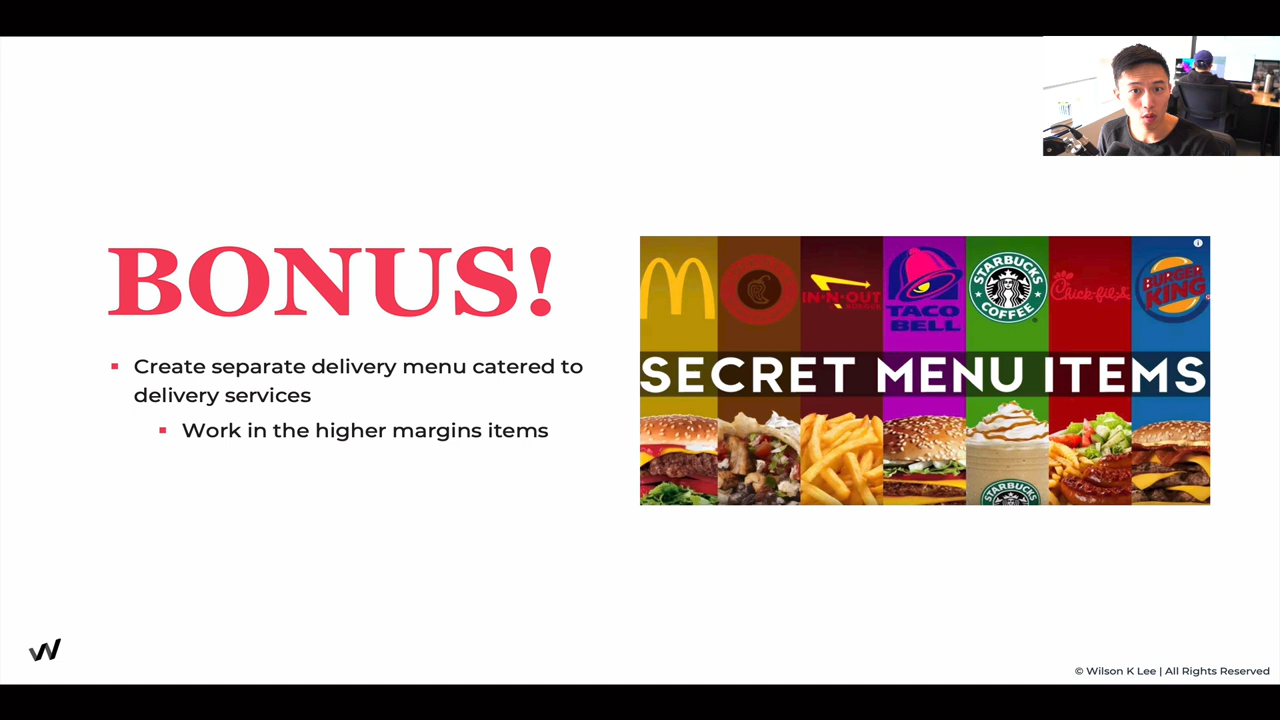 BONUS!
Create separate delivery menu catered to
delivery services
Work in the higher margins items
IN-N-OUT
BURGER
TACO
BELL
STARBUCKS
COFFEE
Chick-fil-A
BURGER
KING
SECRET MENU ITEMS
STARBUCKS
© Wilson K Lee | All Rights Reserved